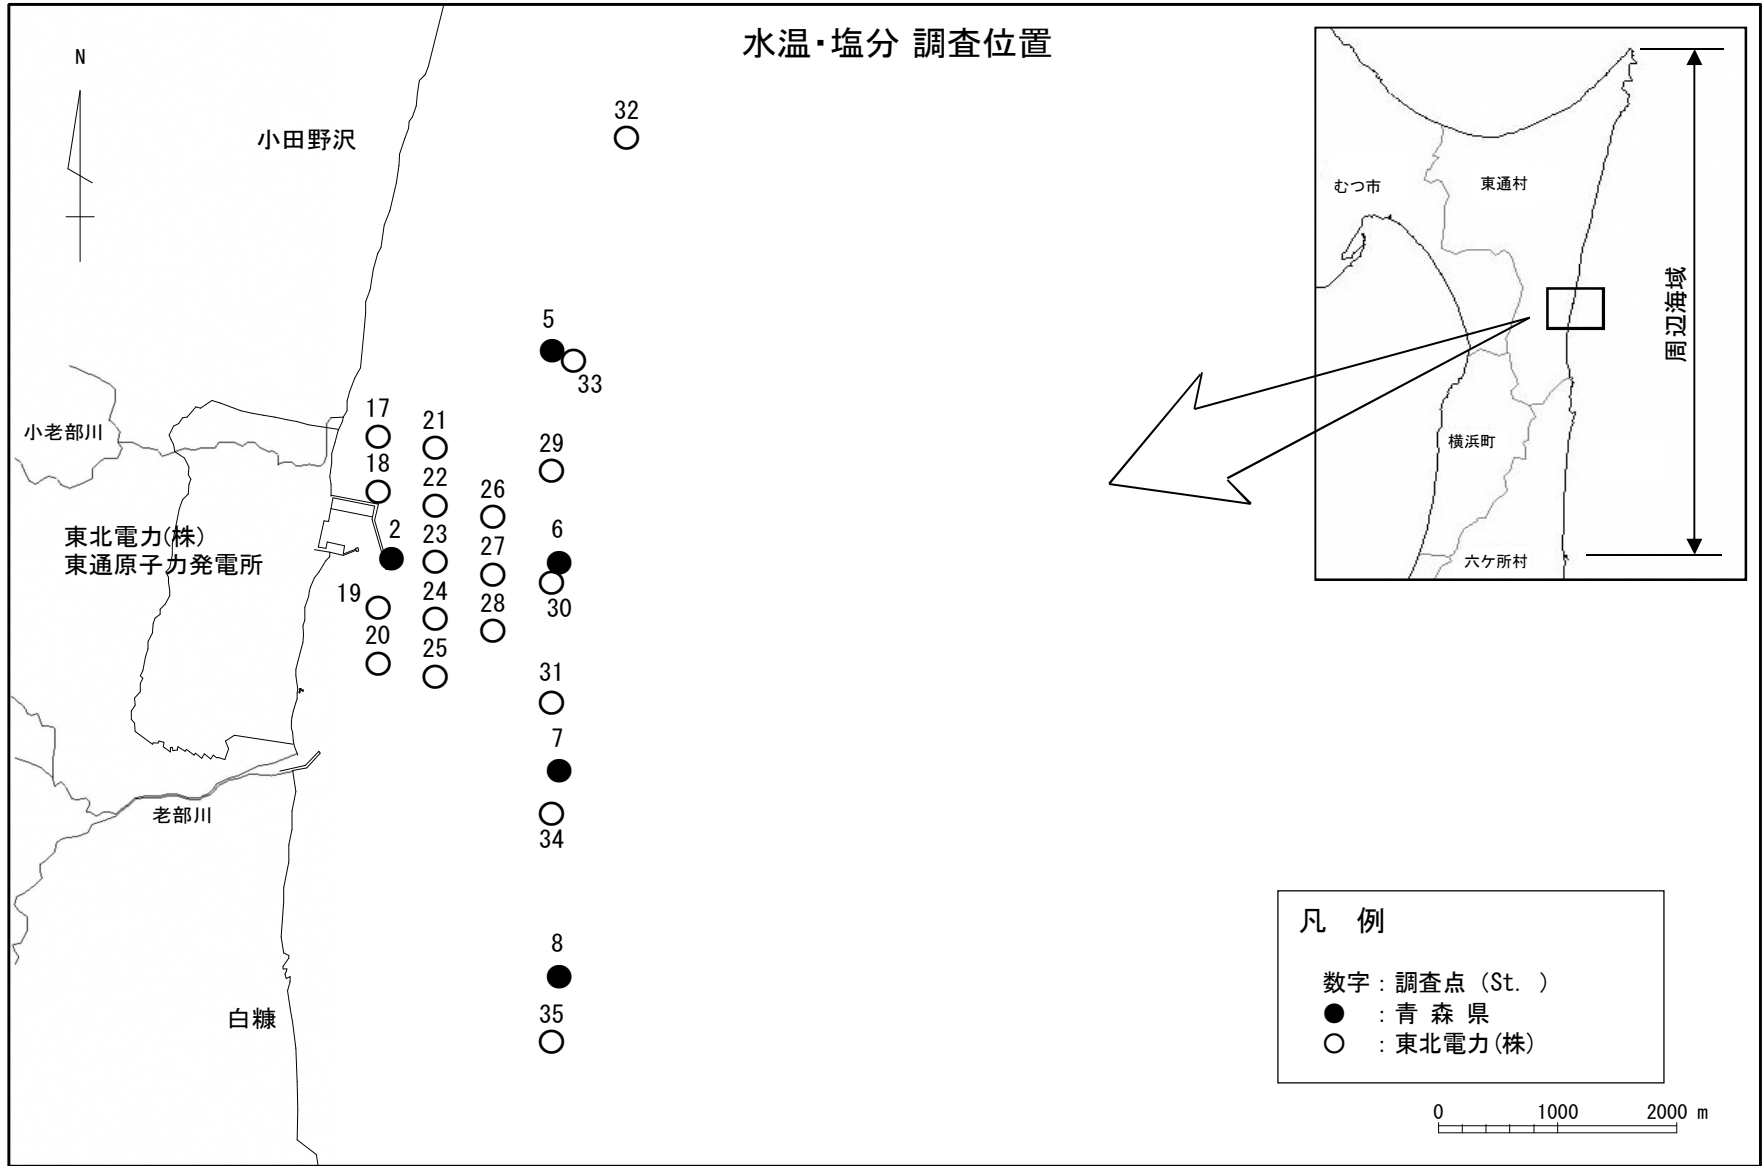 水温・塩分 調査位置
N
小田野沢
32
5
33
17
21
29
18
22
26
2
23
27
6
19
24
28
30
20
25
31
7
34
8
35
小老部川
東北電力(株)
東通原子力発電所
老部川
白糠
むつ市
東通村
周辺海域
横浜町
六ケ所村
凡 例
数字：調査点（St. ）
● ：青 森 県
○ ：東北電力(株)
0 1000 2000 m